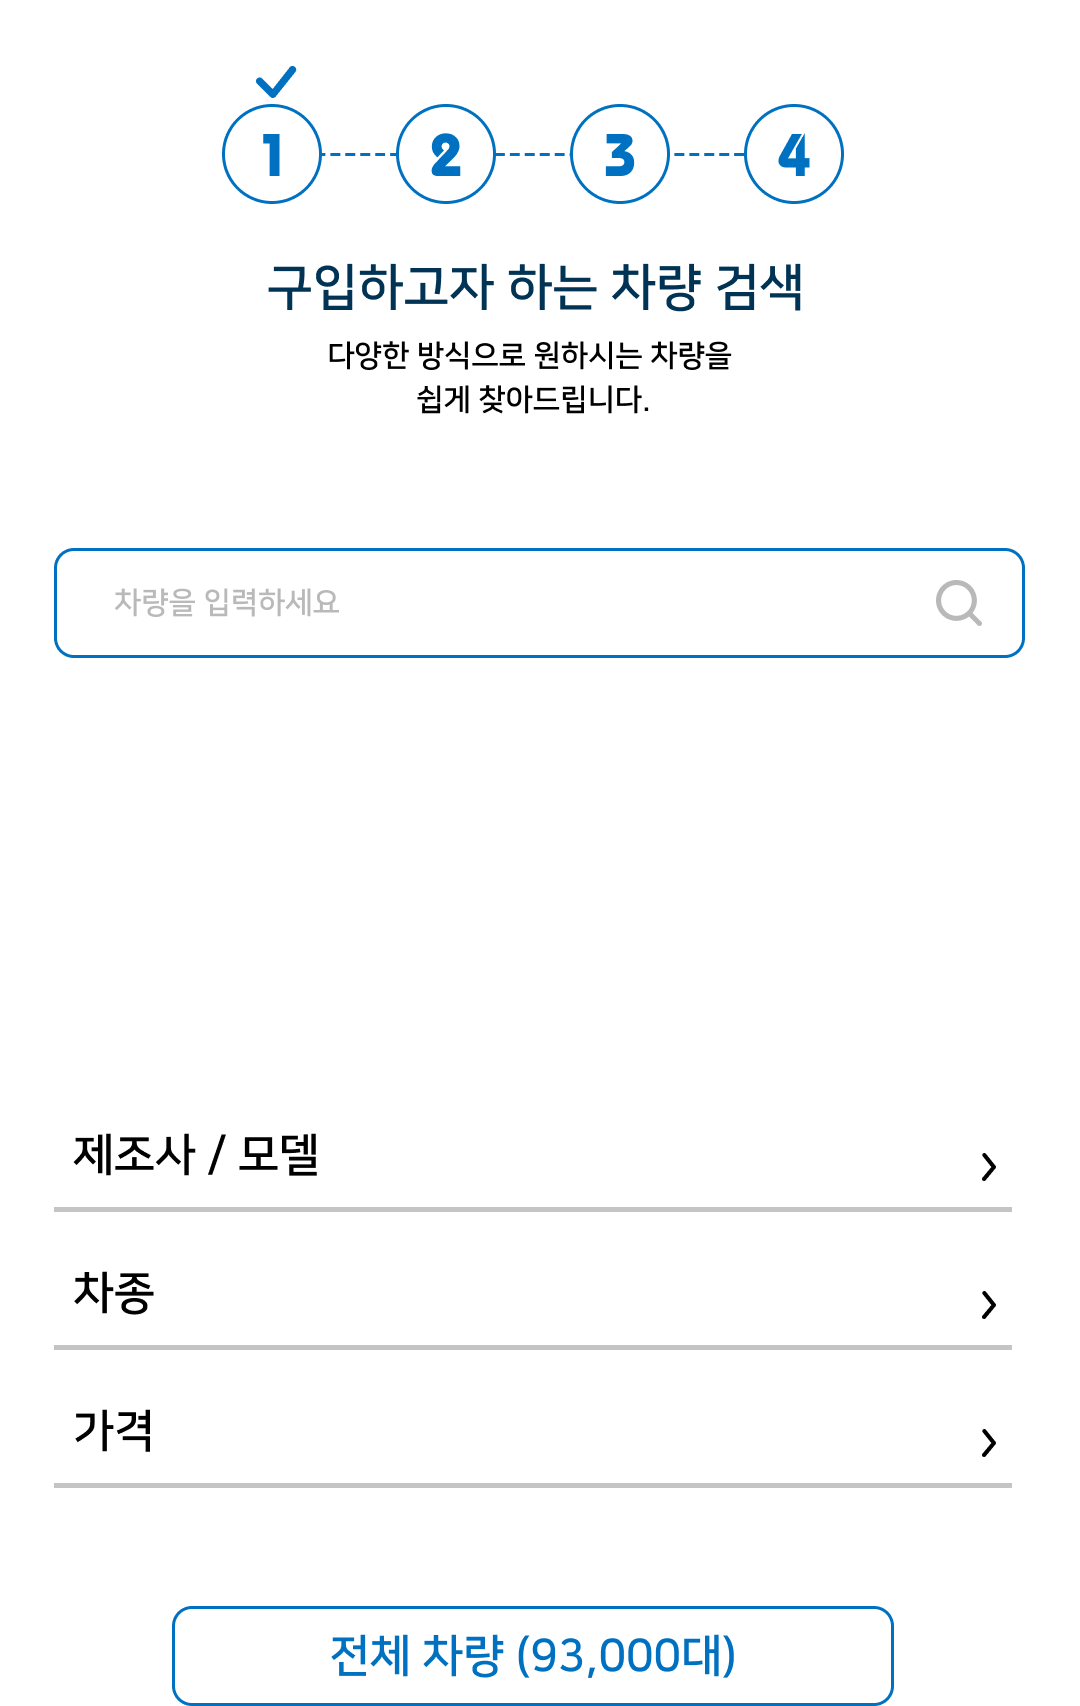 1 2 3 4
구입하고자 하는 차량 검색
다양한 방식으로 원하시는 차량을
쉽게 찾아드립니다.
차량을 입력하세요
제조사 / 모델
차종
가격
전체 차량 (93,000대)